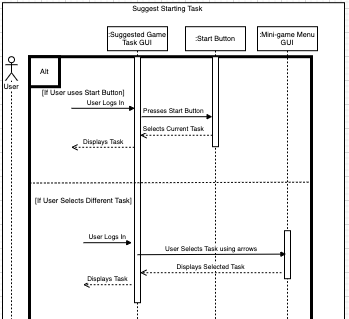 Suggest Starting Task
:Suggested Game
Task GUI
:Start Button
:Mini-game Menu
GUI
Alt
User
[If User uses Start Button]
User Logs In
Presses Start Button
Selects Current Task
Displays Task
[If User Selects Different Task]
User Logs In
User Selects Task using arrows
Displays Selected Task
Displays Task